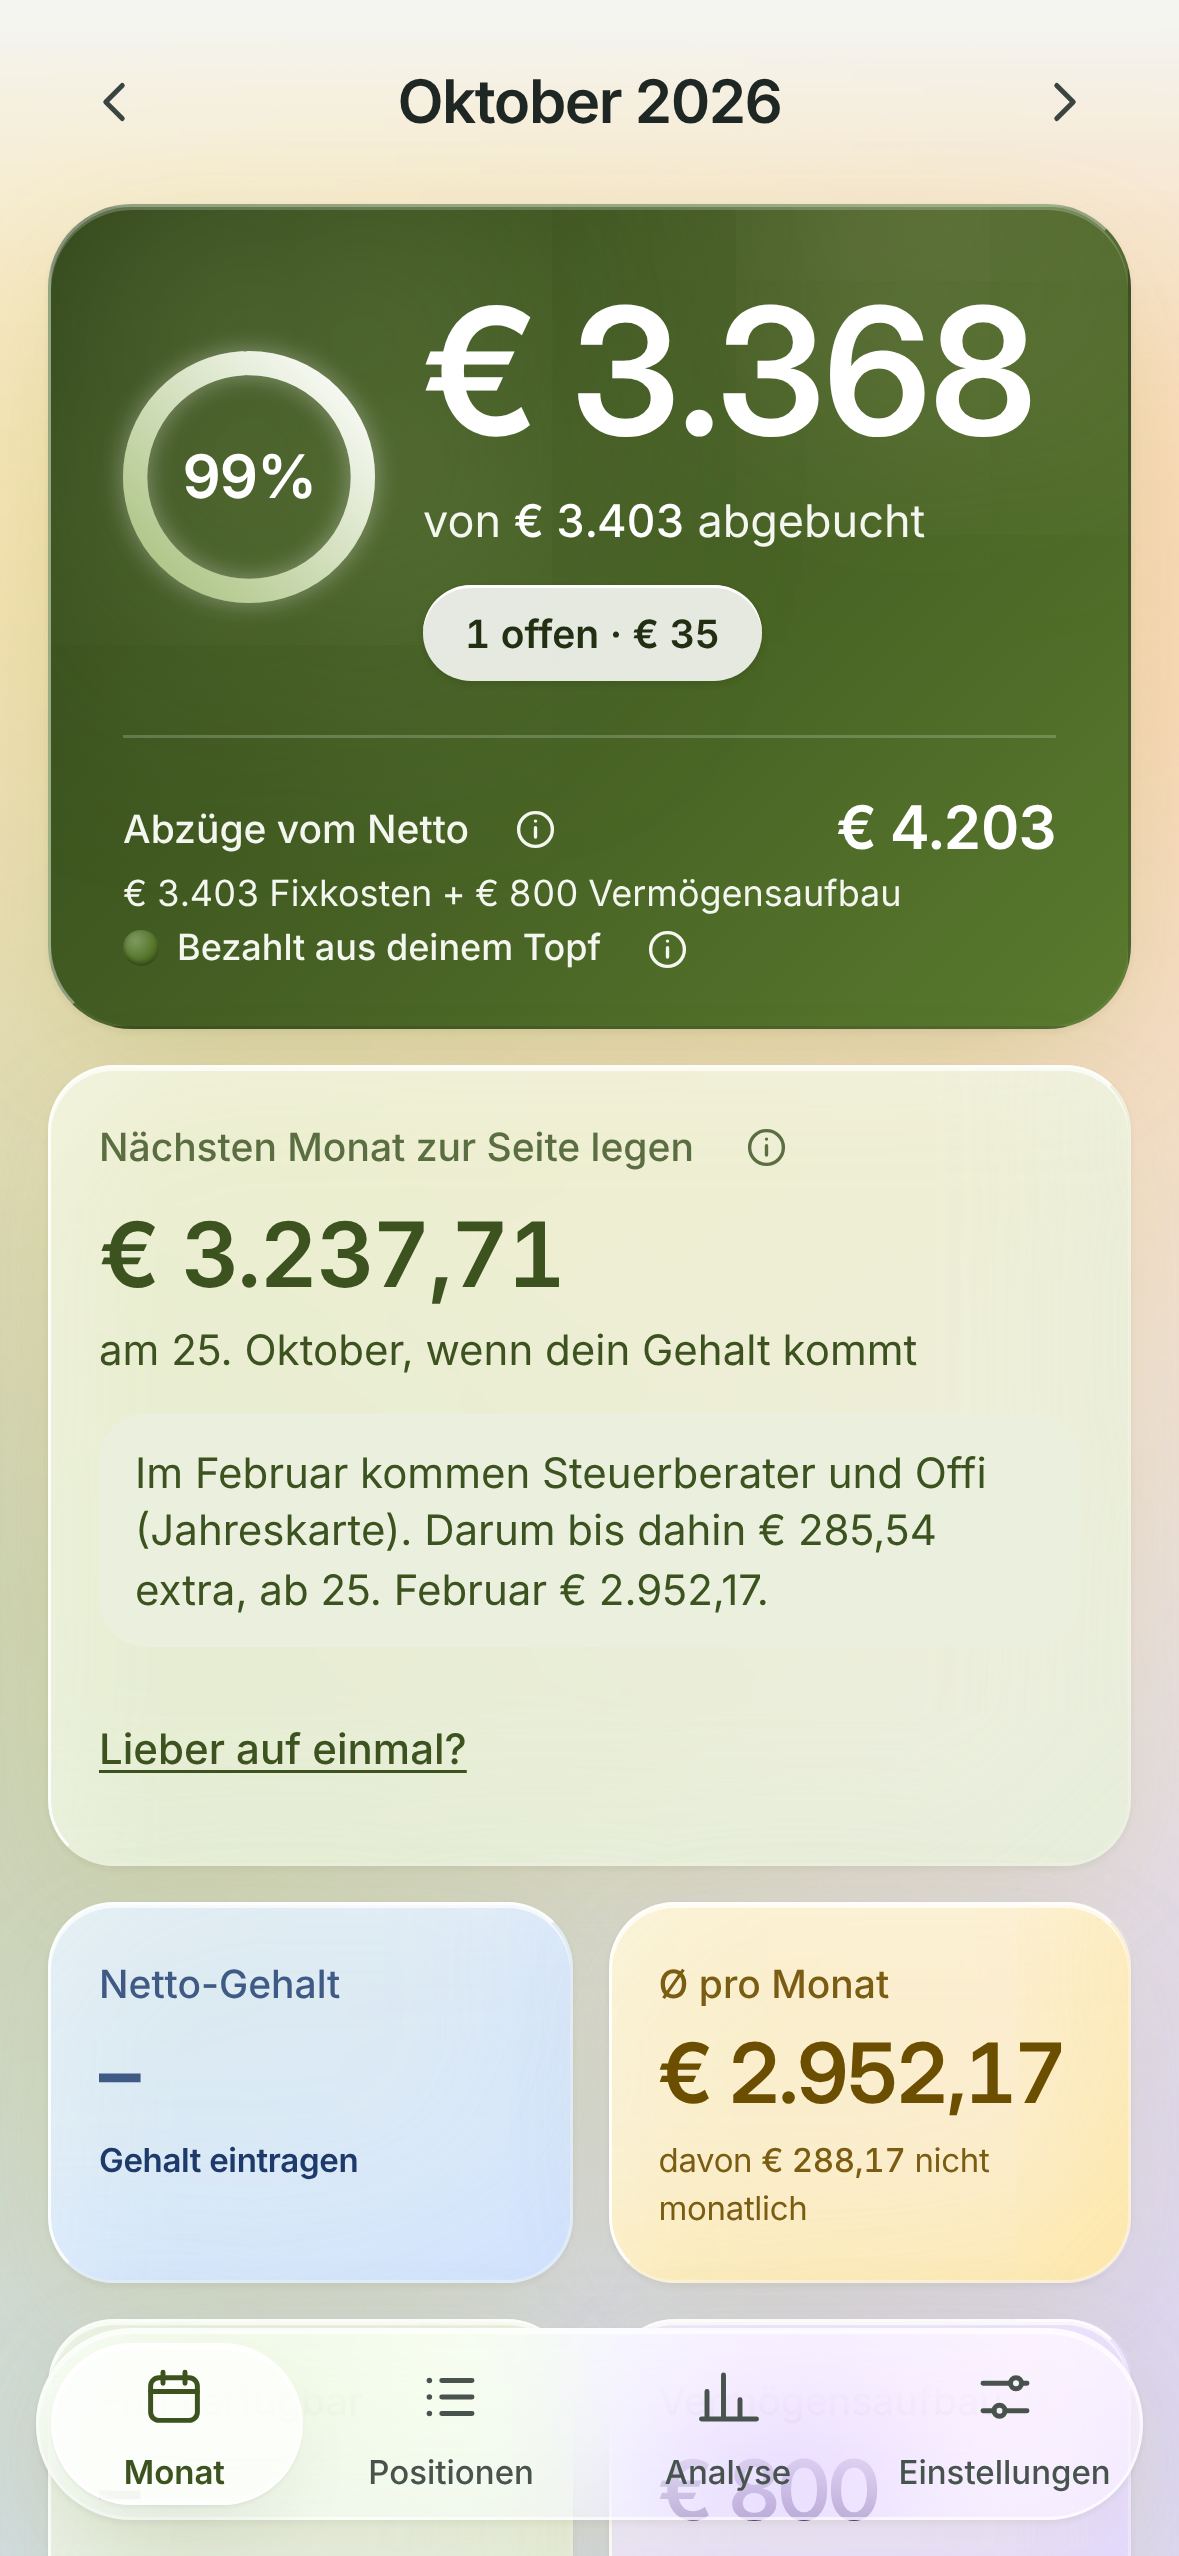 Oktober 2026
€ 3.368
99%
von € 3.403 abgebucht
1 offen · € 35
Abzüge vom Netto
€ 4.203
€ 3.403 Fixkosten + € 800 Vermögensaufbau
Bezahlt aus deinem Topf
Nächsten Monat zur Seite legen
€ 3.237,71
am 25. Oktober, wenn dein Gehalt kommt
Im Februar kommen Steuerberater und Offi
(Jahreskarte). Darum bis dahin € 285,54
extra, ab 25. Februar € 2.952,17.
Lieber auf einmal?
Netto-Gehalt
–
Gehalt eintragen
Ø pro Monat
€ 2.952,17
davon € 288,17 nicht
monatlich
Vermögensaufbau
€ 800
Monat
Positionen
Analyse
Einstellungen